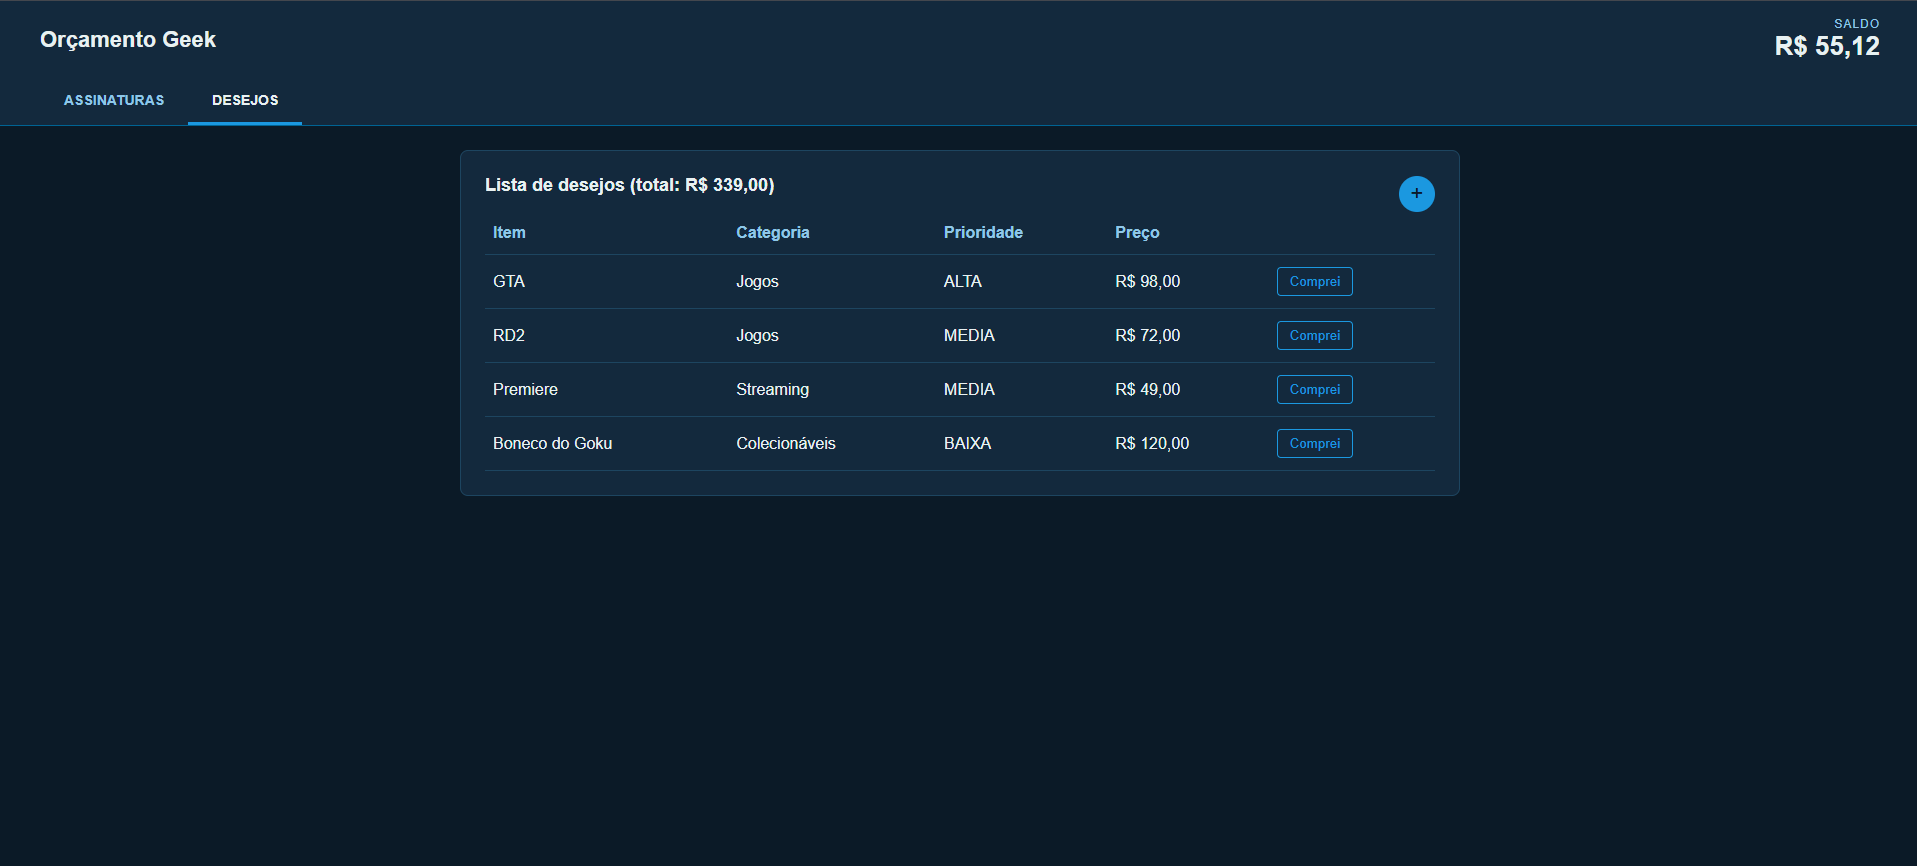 Orçamento Geek
SALDO
R$ 55,12
ASSINATURAS DESEJOS
Lista de desejos (total: R$ 339,00)
+
Item Categoria Prioridade Preço
GTA Jogos ALTA R$ 98,00 Comprei
RD2 Jogos MEDIA R$ 72,00 Comprei
Premiere Streaming MEDIA R$ 49,00 Comprei
Boneco do Goku Colecionáveis BAIXA R$ 120,00 Comprei